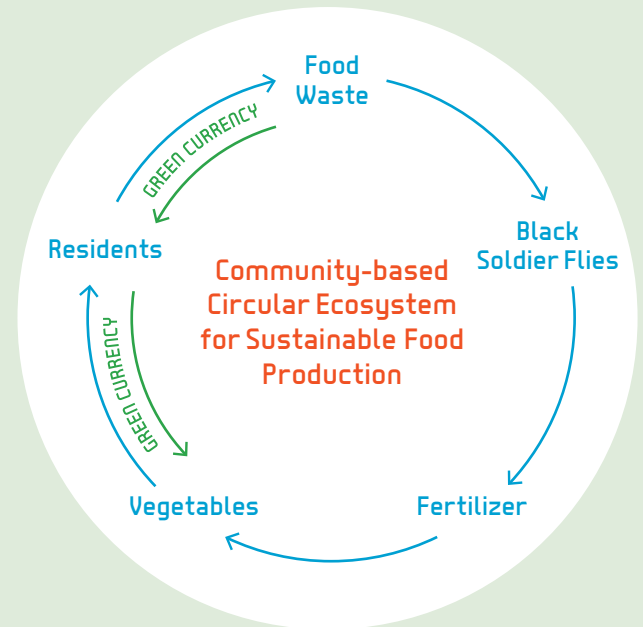 Food
Waste
GREEN CURRENCY
Residents
Black
Soldier Flies
Community-based
Circular Ecosystem
for Sustainable Food
Production
GREEN CURRENCY
Vegetables
Fertilizer